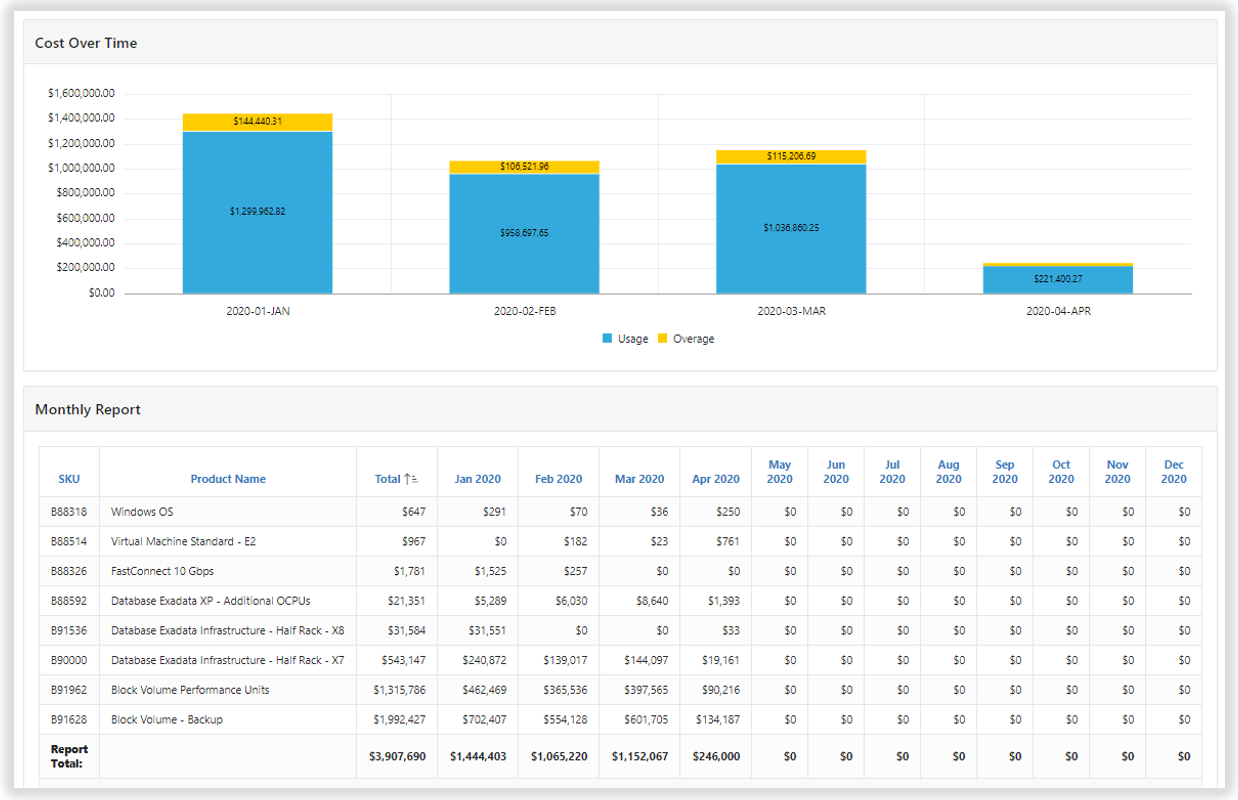 Cost Over Time
$1,600,000.00
$1,400,000.00
$1,200,000.00
$1,000,000.00
$800,000.00
$600,000.00
$400,000.00
$200,000.00
$0.00
$144,440.31
$1,299,962.82
$106,521.96
$958,697.65
$115,206.69
$1,036,860.25
$221,400.27
2020-01-JAN 2020-02-FEB 2020-03-MAR 2020-04-APR
Usage Overage
Monthly Report
SKU Product Name Total Jan 2020 Feb 2020 Mar 2020 Apr 2020 May 2020 Jun 2020 Jul 2020 Aug 2020 Sep 2020 Oct 2020 Nov 2020 Dec 2020
B88318 Windows OS $647 $291 $70 $36 $250 $0 $0 $0 $0 $0 $0 $0 $0
B88514 Virtual Machine Standard - E2 $967 $0 $182 $23 $761 $0 $0 $0 $0 $0 $0 $0 $0
B88326 FastConnect 10 Gbps $1,781 $1,525 $257 $0 $0 $0 $0 $0 $0 $0 $0 $0 $0
B88592 Database Exadata XP - Additional OCPUs $21,351 $5,289 $6,030 $8,640 $1,393 $0 $0 $0 $0 $0 $0 $0 $0
B91536 Database Exadata Infrastructure - Half Rack - X8 $31,584 $31,551 $0 $0 $33 $0 $0 $0 $0 $0 $0 $0 $0
B90000 Database Exadata Infrastructure - Half Rack - X7 $543,147 $240,872 $139,017 $144,097 $19,161 $0 $0 $0 $0 $0 $0 $0 $0
B91962 Block Volume Performance Units $1,315,786 $462,469 $365,536 $397,565 $90,216 $0 $0 $0 $0 $0 $0 $0 $0
B91628 Block Volume - Backup $1,992,427 $702,407 $554,128 $601,705 $134,187 $0 $0 $0 $0 $0 $0 $0 $0
Report Total: $3,907,690 $1,444,403 $1,065,220 $1,152,067 $246,000 $0 $0 $0 $0 $0 $0 $0 $0